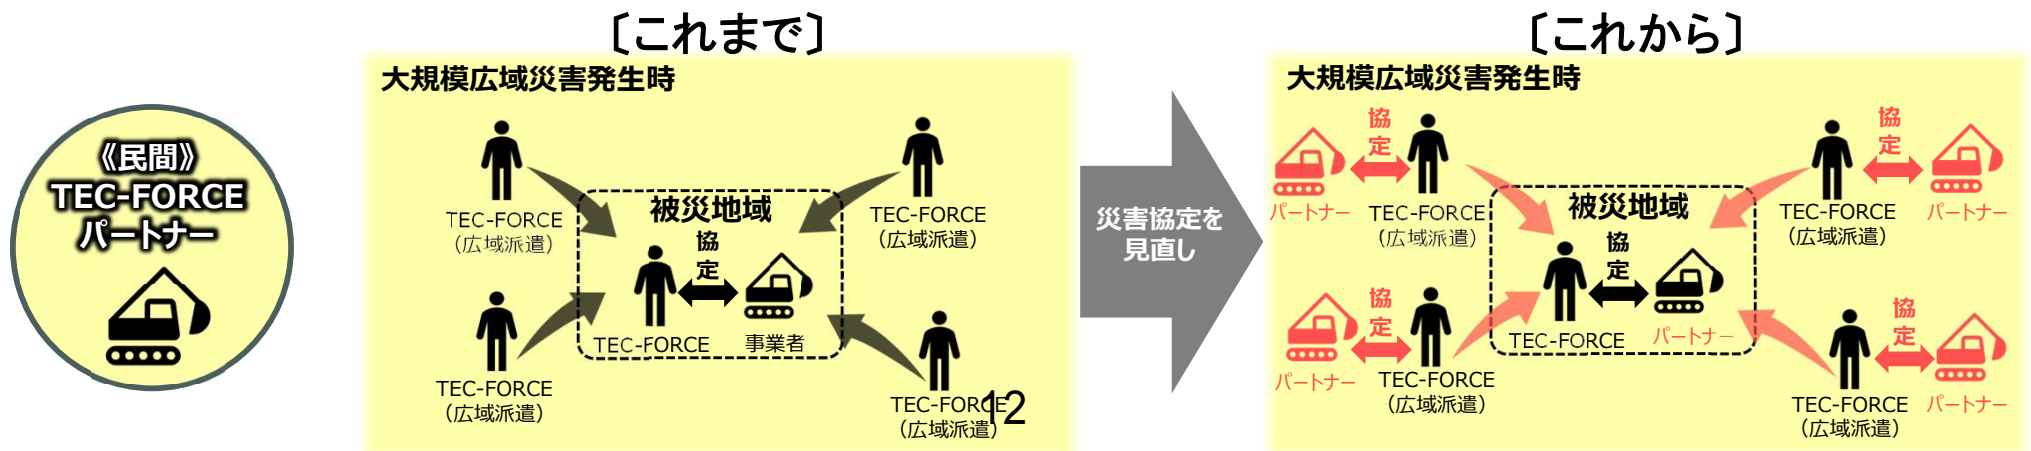 《民間》
TEC-FORCE
パートナー
〔これまで〕
大規模広域災害発生時
TEC-FORCE
（広域派遣）
TEC-FORCE
（広域派遣）
被災地域
協
定
TEC-FORCE
事業者
TEC-FORCE
（広域派遣）
TEC-FORCE
（広域派遣）
12
災害協定を
見直し
〔これから〕
大規模広域災害発生時
協
定
パートナー
TEC-FORCE
（広域派遣）
協
定
TEC-FORCE
（広域派遣）
パートナー
被災地域
協
定
TEC-FORCE
パートナー
協
定
パートナー
TEC-FORCE
（広域派遣）
協
定
TEC-FORCE
（広域派遣）
パートナー